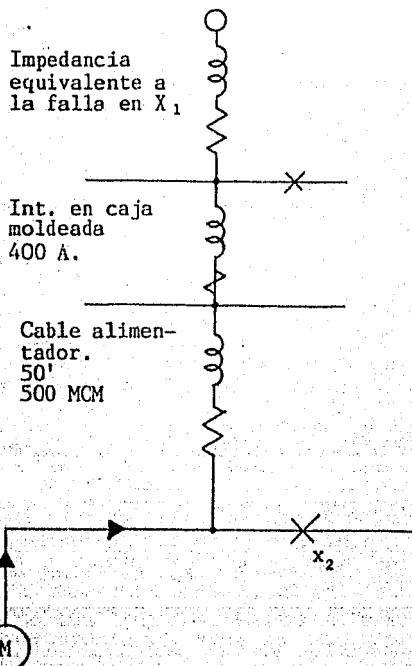 Impedancia
equivalente a
la falla en X₁
Int. en caja
moldeada
400 A.
Cable alimen-
tador.
50'
500 MCM
x₂
M